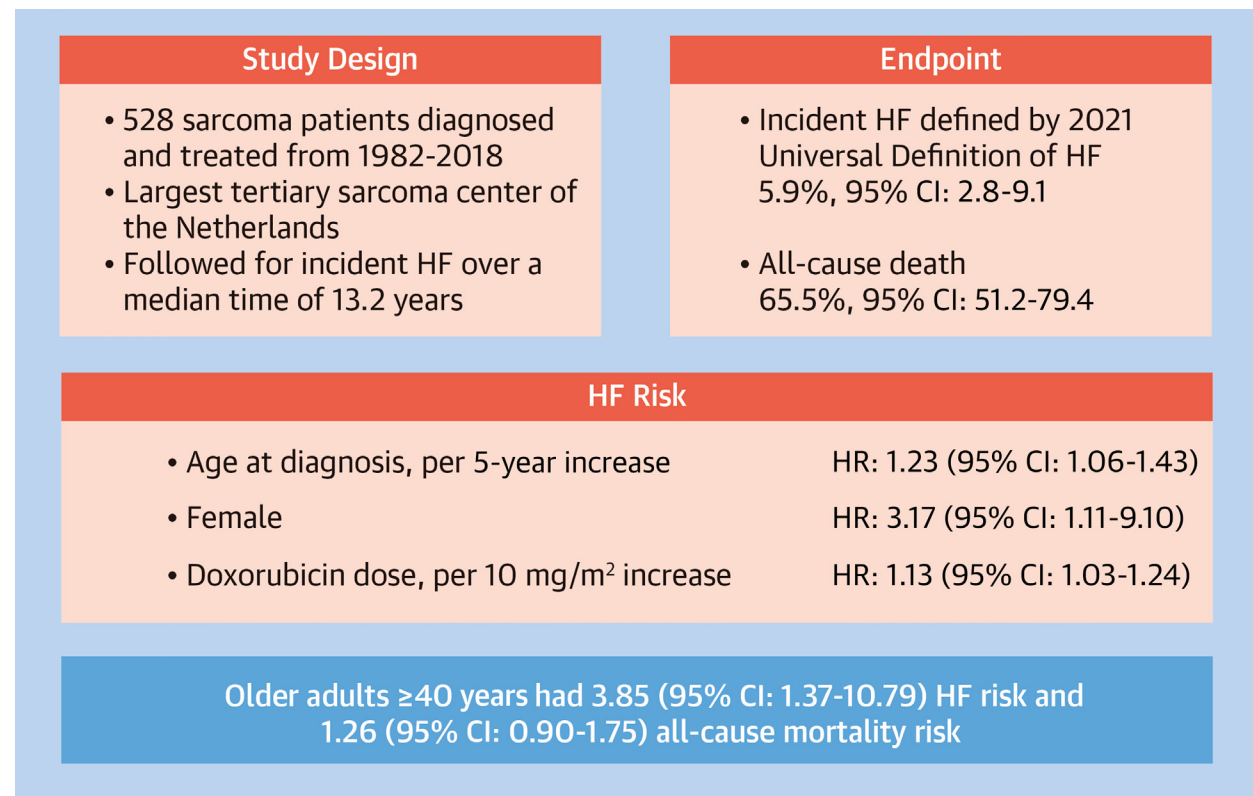 Study Design
• 528 sarcoma patients diagnosed
and treated from 1982-2018
• Largest tertiary sarcoma center of
the Netherlands
• Followed for incident HF over a
median time of 13.2 years
Endpoint
• Incident HF defined by 2021
Universal Definition of HF
5.9%, 95% CI: 2.8-9.1
• All-cause death
65.5%, 95% CI: 51.2-79.4
HF Risk
• Age at diagnosis, per 5-year increase HR: 1.23 (95% CI: 1.06-1.43)
• Female HR: 3.17 (95% CI: 1.11-9.10)
• Doxorubicin dose, per 10 mg/m² increase HR: 1.13 (95% CI: 1.03-1.24)
Older adults ≥40 years had 3.85 (95% CI: 1.37-10.79) HF risk and
1.26 (95% CI: 0.90-1.75) all-cause mortality risk